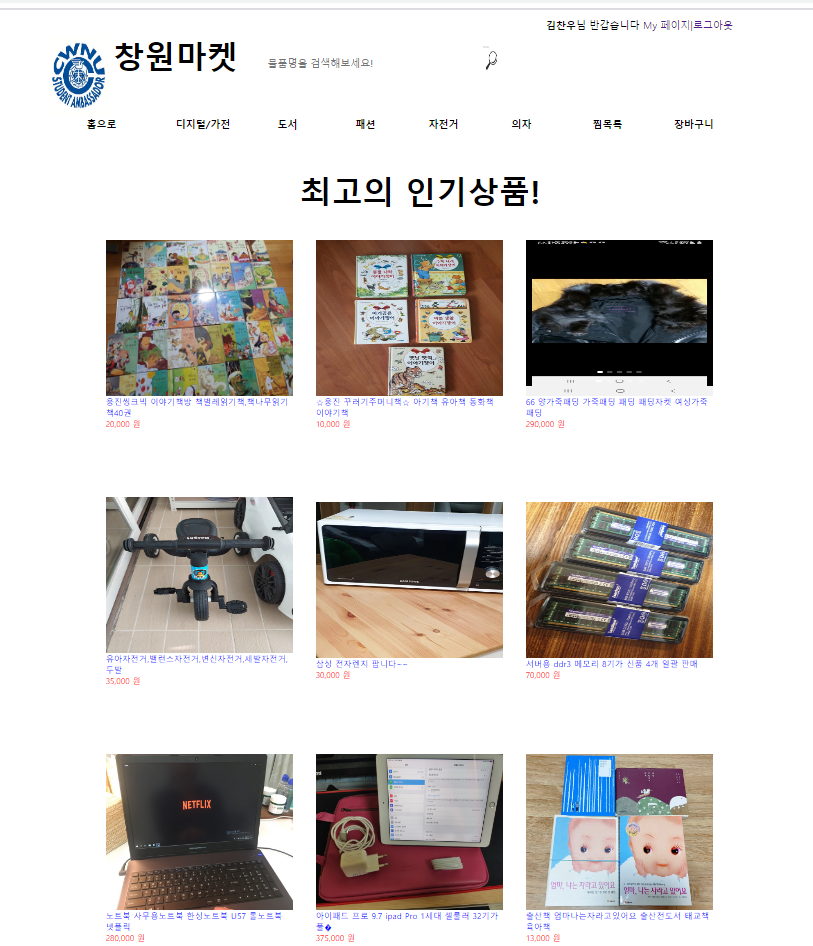 김찬우님 반갑습니다 My 페이지|로그아웃
CWNU
STUDENT AMBASSADOR
창원마켓
물품명을 검색해보세요!
홈으로 디지털/가전 도서 패션 자전거 의자 찜목록 장바구니
최고의 인기상품!
웅진씽크빅 이야기책방 책벌레읽기책,책나무읽기
책40권
20,000 원
☆웅진 꾸러기주머니책☆ 아기책 유아책 동화책
이야기책
10,000 원
66 양가죽패딩 가죽패딩 패딩 패딩자켓 여성가죽
패딩
290,000 원
유아자전거,밸런스자전거,변신자전거,세발자전거,
두발
35,000 원
SAMSUNG
삼성 전자렌지 팝니다~~
30,000 원
서버용 ddr3 메모리 8기가 신품 4개 일괄 판매
70,000 원
NETFLIX
노트북 사무용노트북 한성노트북 U57 롤노트북
넷플릭
280,000 원
아이패드 프로 9.7 ipad Pro 1세대 셀룰러 32기가
풀�
375,000 원
엄마, 나는 자라고 있어요
엄마, 나는 자라고 있어요
출산책 엄마나는자라고있어요 출산전도서 태교책
육아책
13,000 원